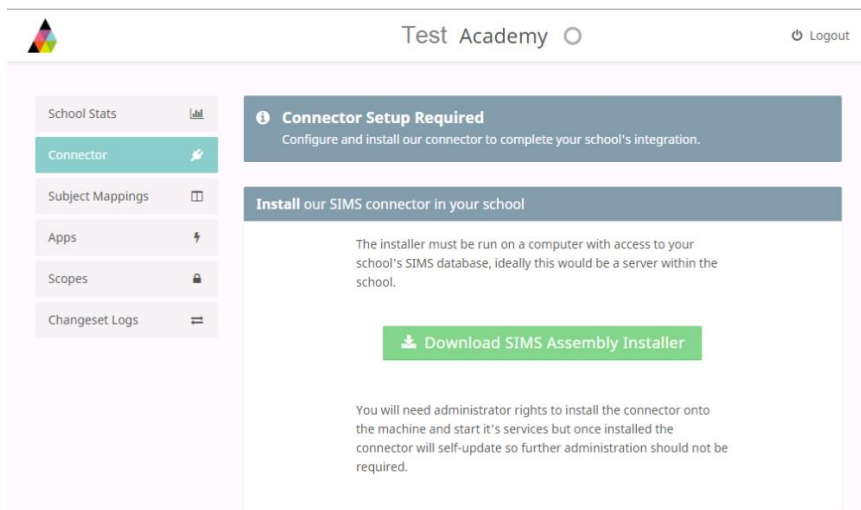 Test Academy
Logout
School Stats
Connector
Subject Mappings
Apps
Scopes
Changeset Logs
Connector Setup Required
Configure and install our connector to complete your school's integration.
Install our SIMS connector in your school
The installer must be run on a computer with access to your
school's SIMS database, ideally this would be a server within the
school.
Download SIMS Assembly Installer
You will need administrator rights to install the connector onto
the machine and start it's services but once installed the
connector will self-update so further administration should not be
required.